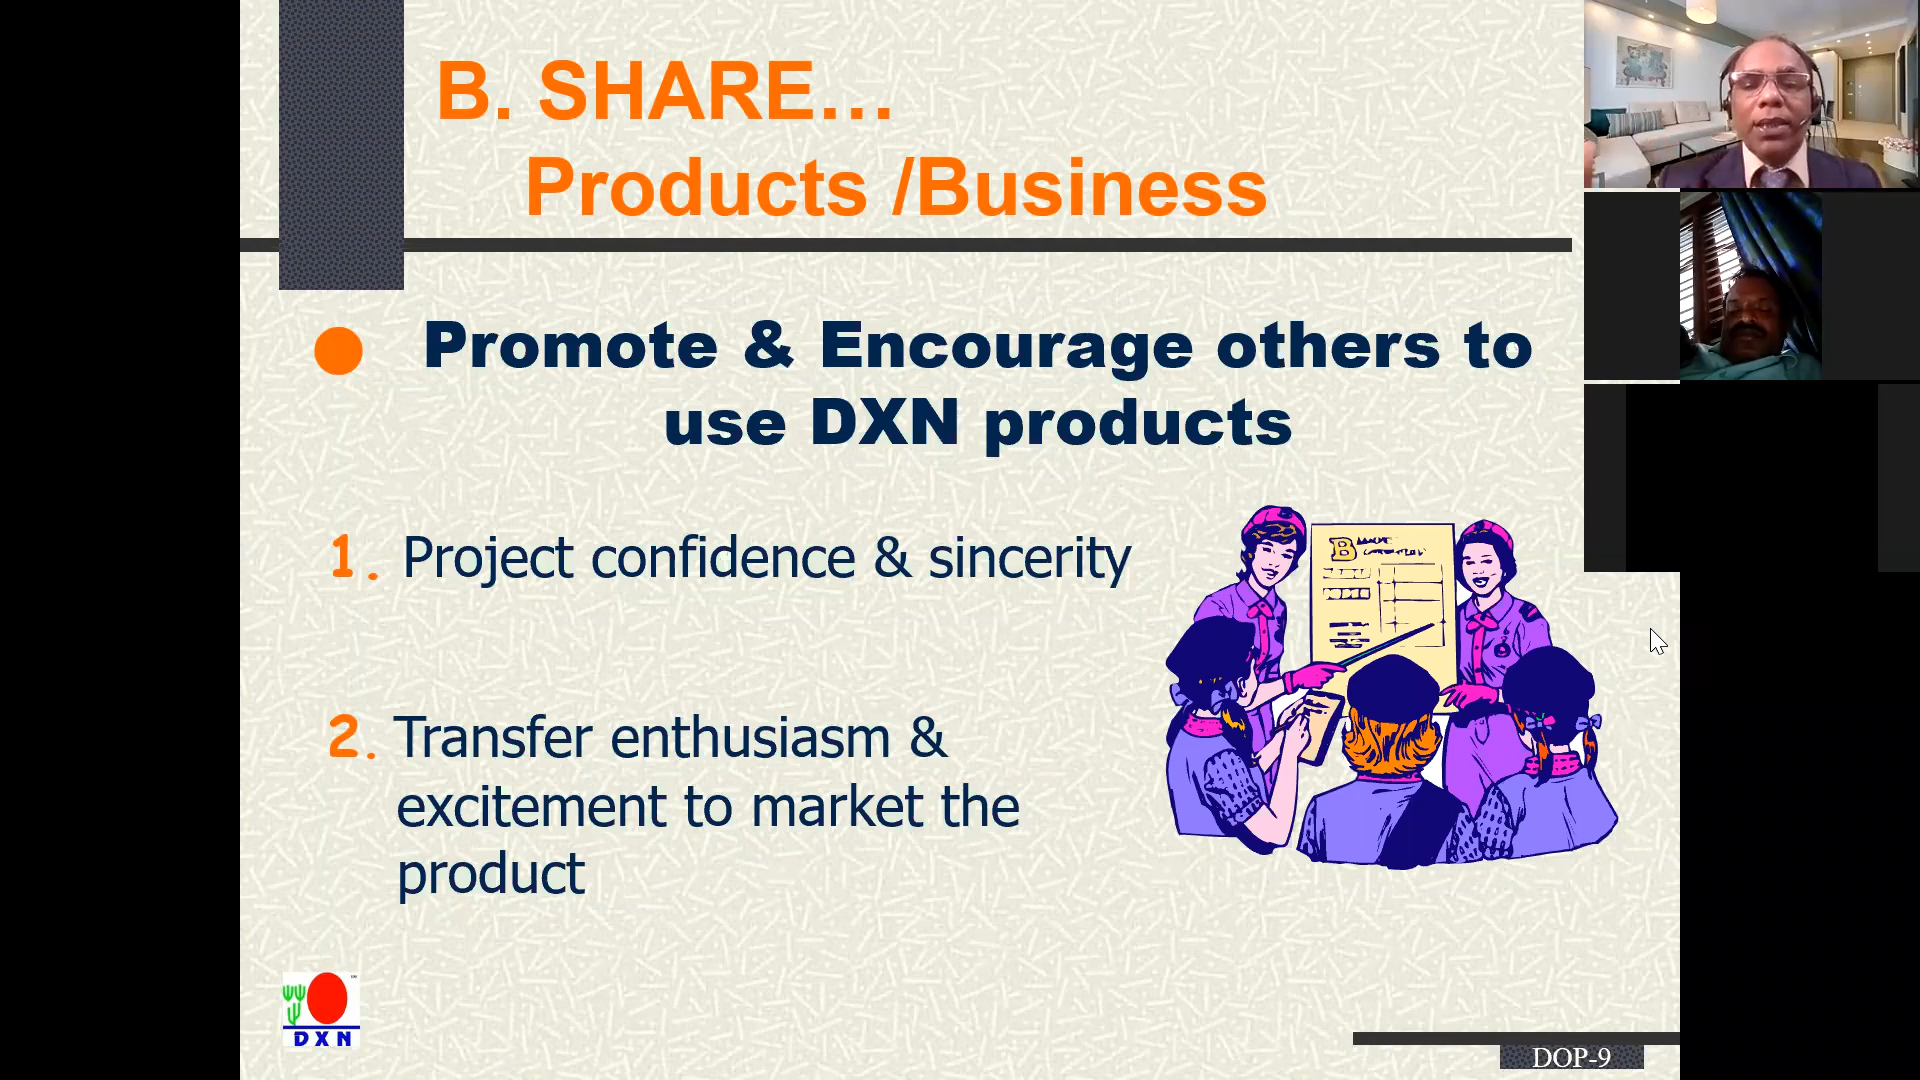 B. SHARE...
Products /Business
Promote & Encourage others to
use DXN products
1. Project confidence & sincerity
2. Transfer enthusiasm &
excitement to market the
product
B
DXN
DOP-9